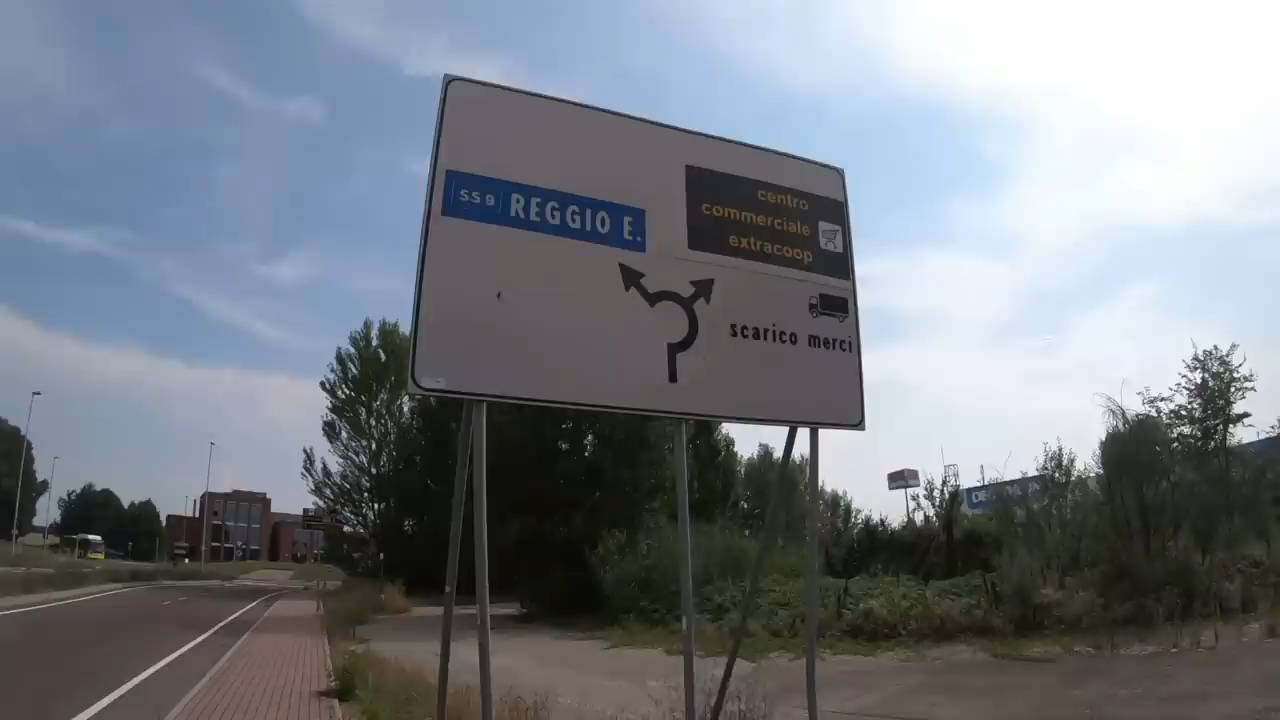 SS 9 REGGIO E.
centro
commerciale
extracoop
scarico merci